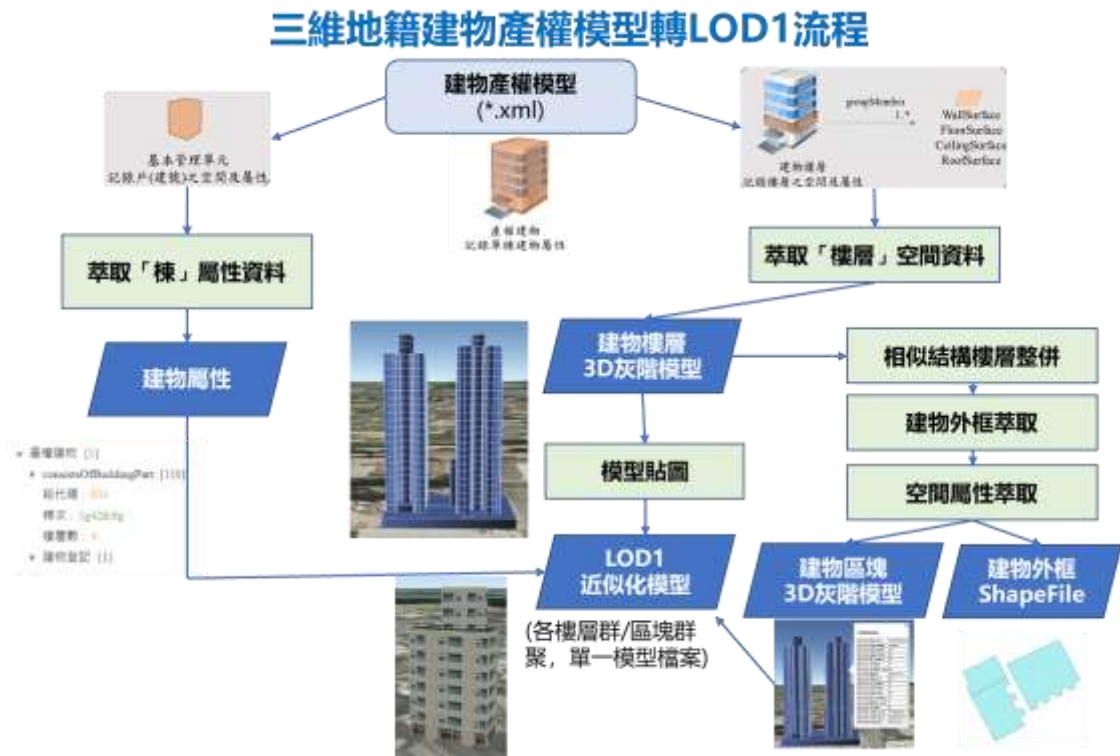 三維地籍建物產權模型轉LOD1流程
建物產權模型
(*.xml)
基本管理單元
記錄戶(建號)之空間及屬性
產權建物
記錄單棟建物屬性
groupMember
1..*
建物樓層
記錄樓層之空間及屬性
WallSurface
FloorSurface
CeilingSurface
RoofSurface
萃取「棟」屬性資料
萃取「樓層」空間資料
建物屬性
建物樓層
3D灰階模型
相似結構樓層整併
建物外框萃取
模型貼圖
空間屬性萃取
產權建物 [1]
consistsOfBuildingPart
樓層數 :
建物登記 [1]
LOD1
近似化模型
(各樓層群/區塊群
聚，單一模型檔案)
建物區塊
3D灰階模型
建物外框
ShapeFile